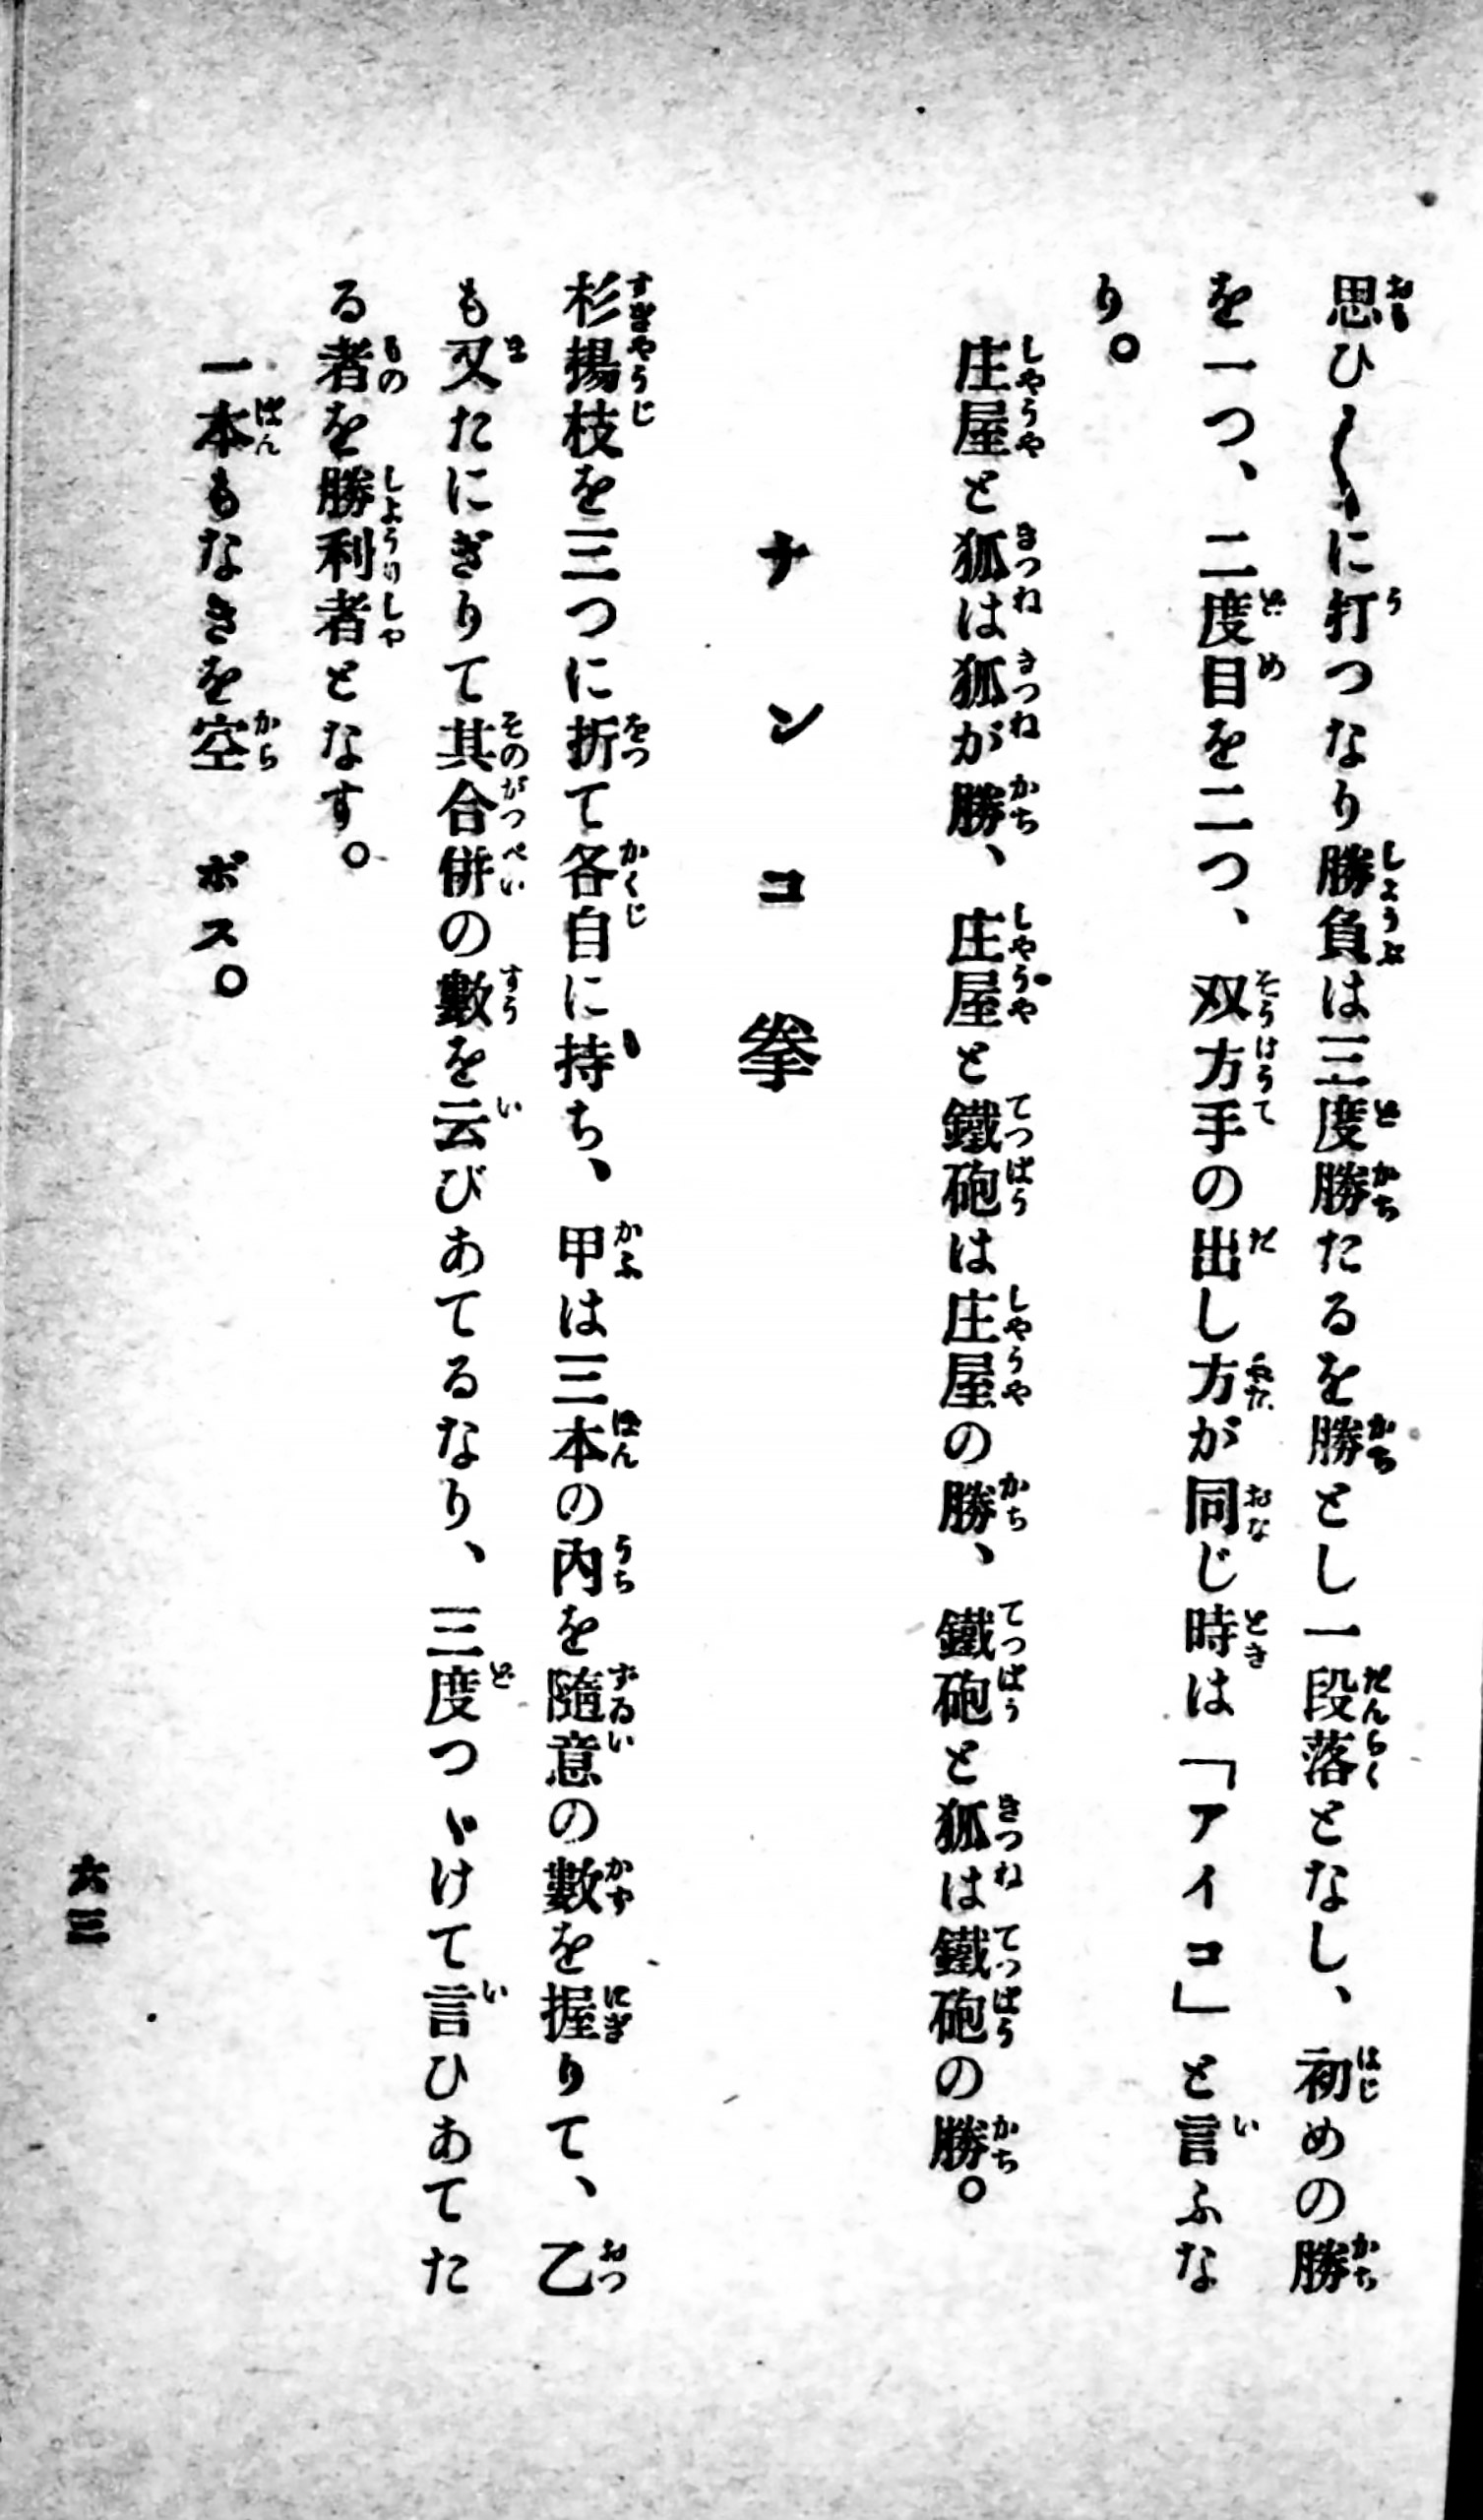 思ひ〳〵に打つなり勝負は三度勝たるを勝とし一段落となし、初めの勝
を一つ、二度目を二つ、双方手の出し方が同じ時は「アイコ」と言ふな
り。
庄屋と狐は狐が勝、庄屋と鐵砲は庄屋の勝、鐵砲と狐は鐵砲の勝。
ナンコ拳
杉揚枝を三つに折て各自に持ち、甲は三本の內を隨意の數を握りて、乙
も又たにぎりて其合併の數を云びあてるなり、三度つゞけて言ひあてた
る者を勝利者となす。
一本もなきを空　ボス。
六三